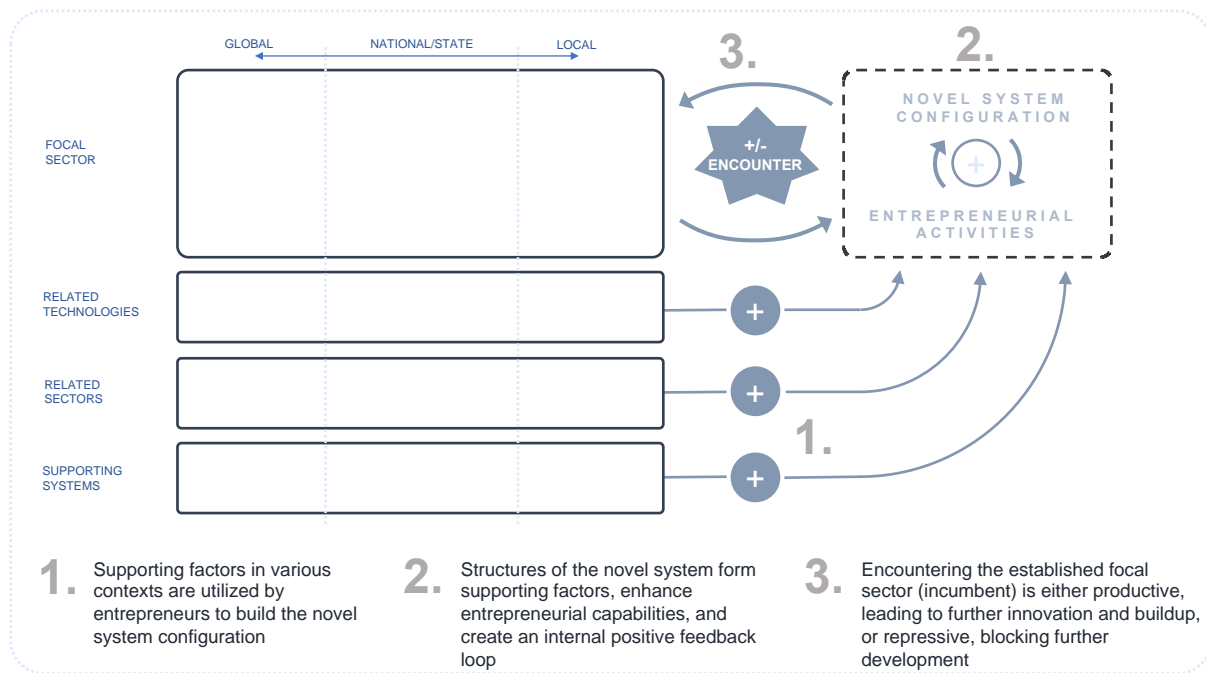 GLOBAL NATIONAL/STATE LOCAL
3.
2.
FOCAL
SECTOR
+/-
ENCOUNTER
NOVEL SYSTEM
CONFIGURATION
+
ENTREPRENEURIAL
ACTIVITIES
RELATED
TECHNOLOGIES
+
RELATED
SECTORS
+
1.
SUPPORTING
SYSTEMS
+
1.
Supporting factors in various
contexts are utilized by
entrepreneurs to build the novel
system configuration
2.
Structures of the novel system form
supporting factors, enhance
entrepreneurial capabilities, and
create an internal positive feedback
loop
3.
Encountering the established focal
sector (incumbent) is either productive,
leading to further innovation and buildup,
or repressive, blocking further
development